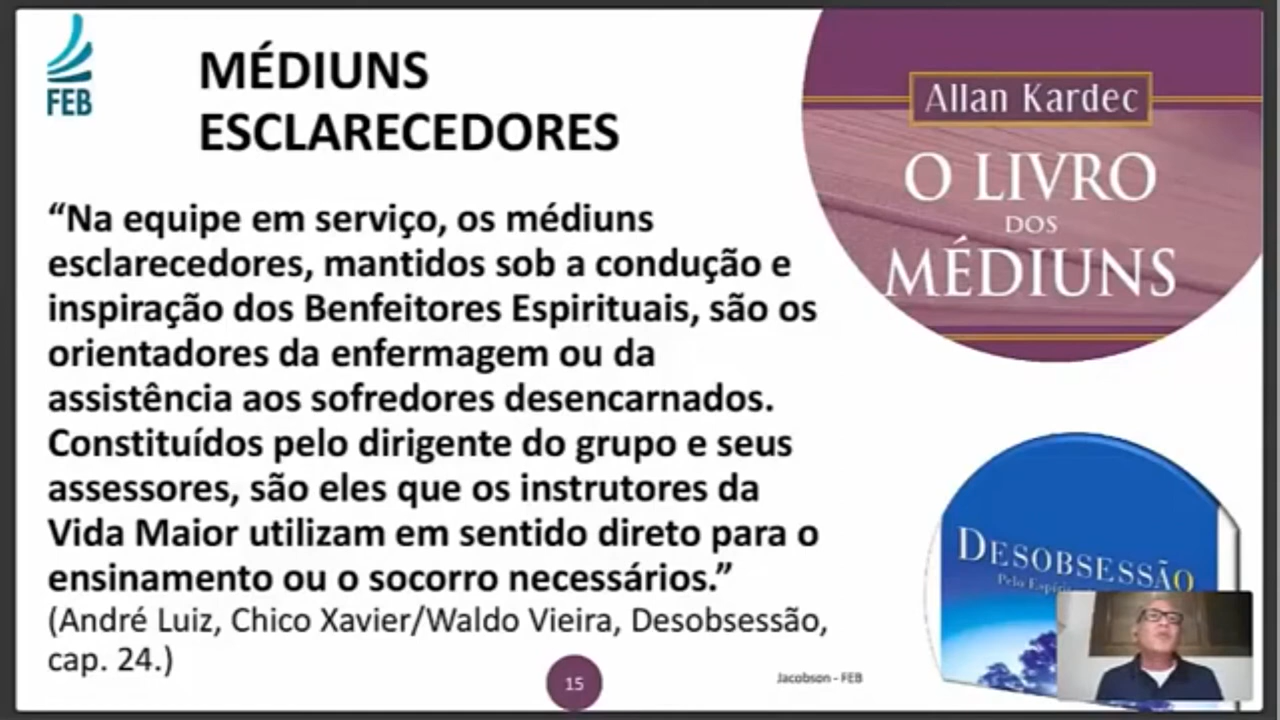 FEB
MÉDIUNS
ESCLARECEDORES
“Na equipe em serviço, os médiuns
esclarecedores, mantidos sob a condução e
inspiração dos Benfeitores Espirituais, são os
orientadores da enfermagem ou da
assistência aos sofredores desencarnados.
Constituídos pelo dirigente do grupo e seus
assessores, são eles que os instrutores da
Vida Maior utilizam em sentido direto para o
ensinamento ou o socorro necessários.”
(André Luiz, Chico Xavier/Waldo Vieira, Desobsessão,
cap. 24.)
15
Jacobson - FEB
Allan Kardec
O LIVRO
DOS
MÉDIUNS
DESOBSESSÃO
Pelo